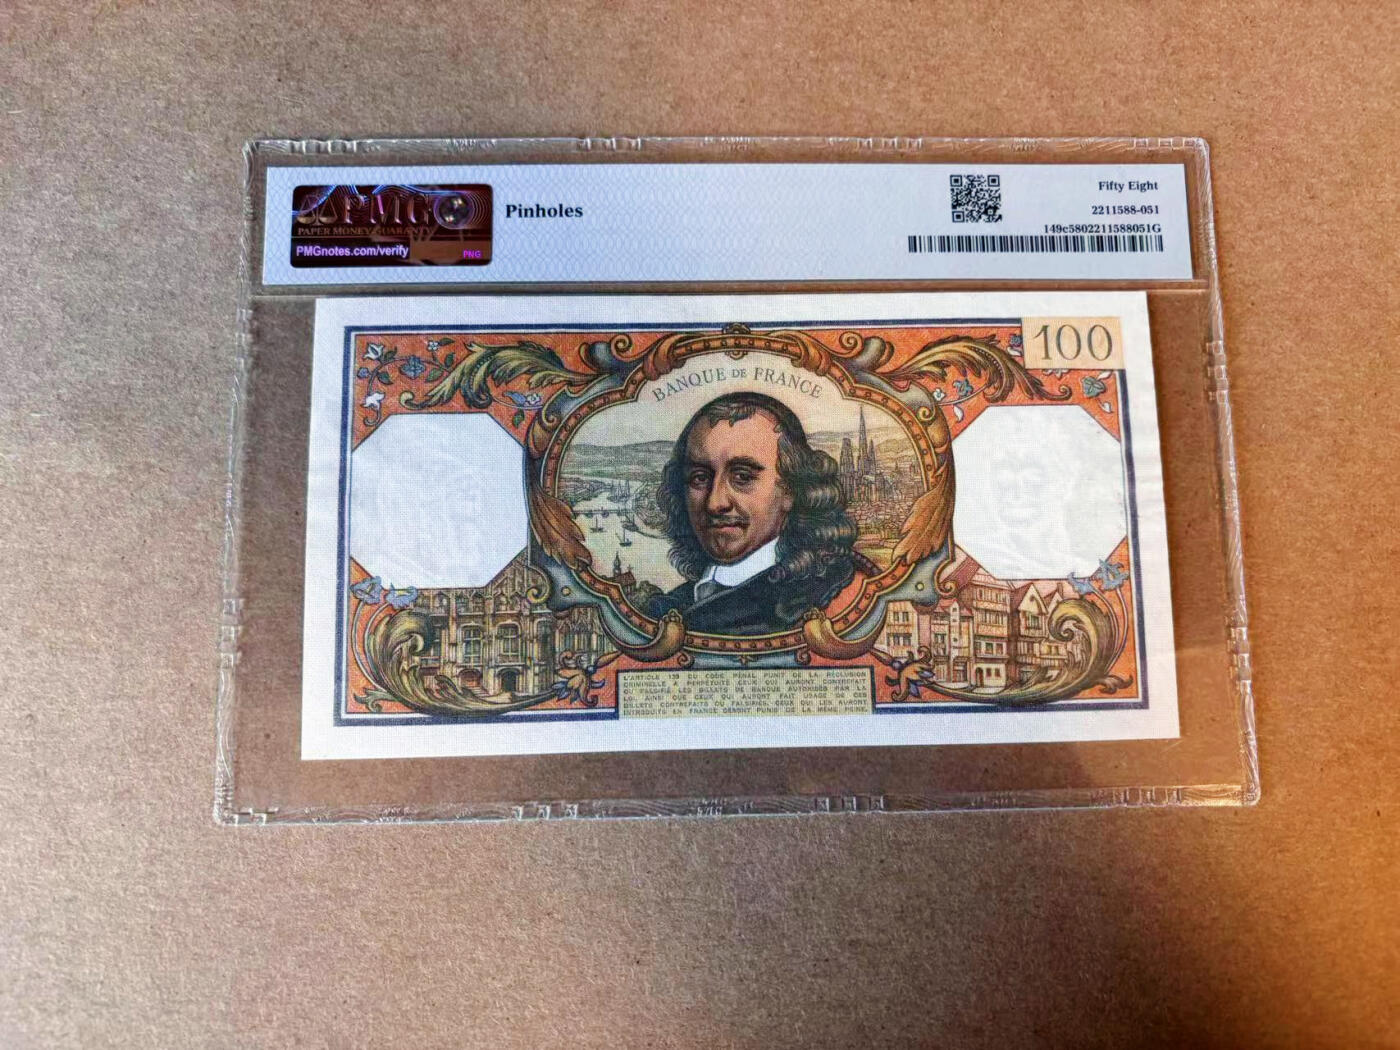 PMG
PAPER MONEY GUARANTY
PMGnotes.com/verify
PNG
Pinholes
Fifty Eight
2211588-051
149c5802211588051G
100
BANQUE DE FRANCE
L'ARTICLE 139 DU CODE PÉNAL PUNIT DE LA RÉCLUSION
CRIMINELLE À PERPÉTUITÉ CEUX QUI AURONT CONTREFAIT
OU FALSIFIÉ LES BILLETS DE BANQUE AUTORISÉS PAR LA
LOI, AINSI QUE CEUX QUI AURONT FAIT USAGE DE CES
BILLETS CONTREFAITS OU FALSIFIÉS. CEUX QUI LES AURONT
INTRODUITS EN FRANCE SERONT PUNIS DE LA MÊME PEINE.